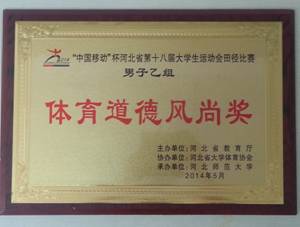 "中国移动"杯河北省第十八届大学生运动会田径比赛
男子乙组
体育道德风尚奖
主办单位：河北省教育厅
协办单位：河北省大学体育协会
承办单位：河北师范大学
2014年5月